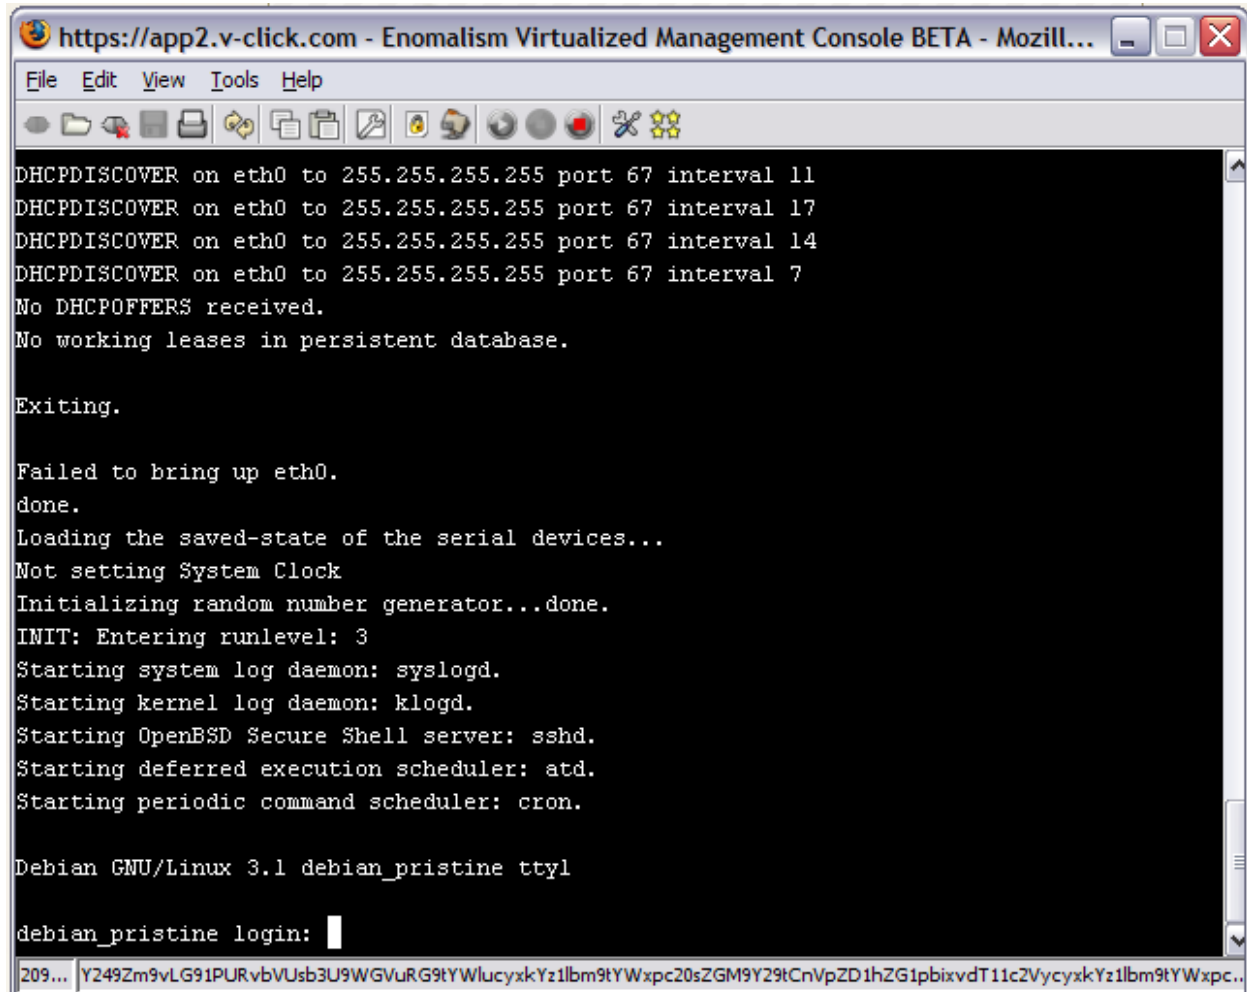 https://app2.v-click.com - Enomalism Virtualized Management Console BETA - Mozill...
File Edit View Tools Help
DHCPDISCOVER on eth0 to 255.255.255.255 port 67 interval 11
DHCPDISCOVER on eth0 to 255.255.255.255 port 67 interval 17
DHCPDISCOVER on eth0 to 255.255.255.255 port 67 interval 14
DHCPDISCOVER on eth0 to 255.255.255.255 port 67 interval 7
No DHCPOFFERS received.
No working leases in persistent database.
Exiting.
Failed to bring up eth0.
done.
Loading the saved-state of the serial devices...
Not setting System Clock
Initializing random number generator...done.
INIT: Entering runlevel: 3
Starting system log daemon: syslogd.
Starting kernel log daemon: klogd.
Starting OpenBSD Secure Shell server: sshd.
Starting deferred execution scheduler: atd.
Starting periodic command scheduler: cron.
Debian GNU/Linux 3.1 debian_pristine tty1
debian_pristine login:
209... Y249Zm9vLG91PURvbVUsb3U9WGVuRG9tYWlucyxkYz1lbm9tYWxpc20sZGM9Y29tCnVpZD1hZG1pbixvdT11c2VycyxkYz1lbm9tYWxpc...